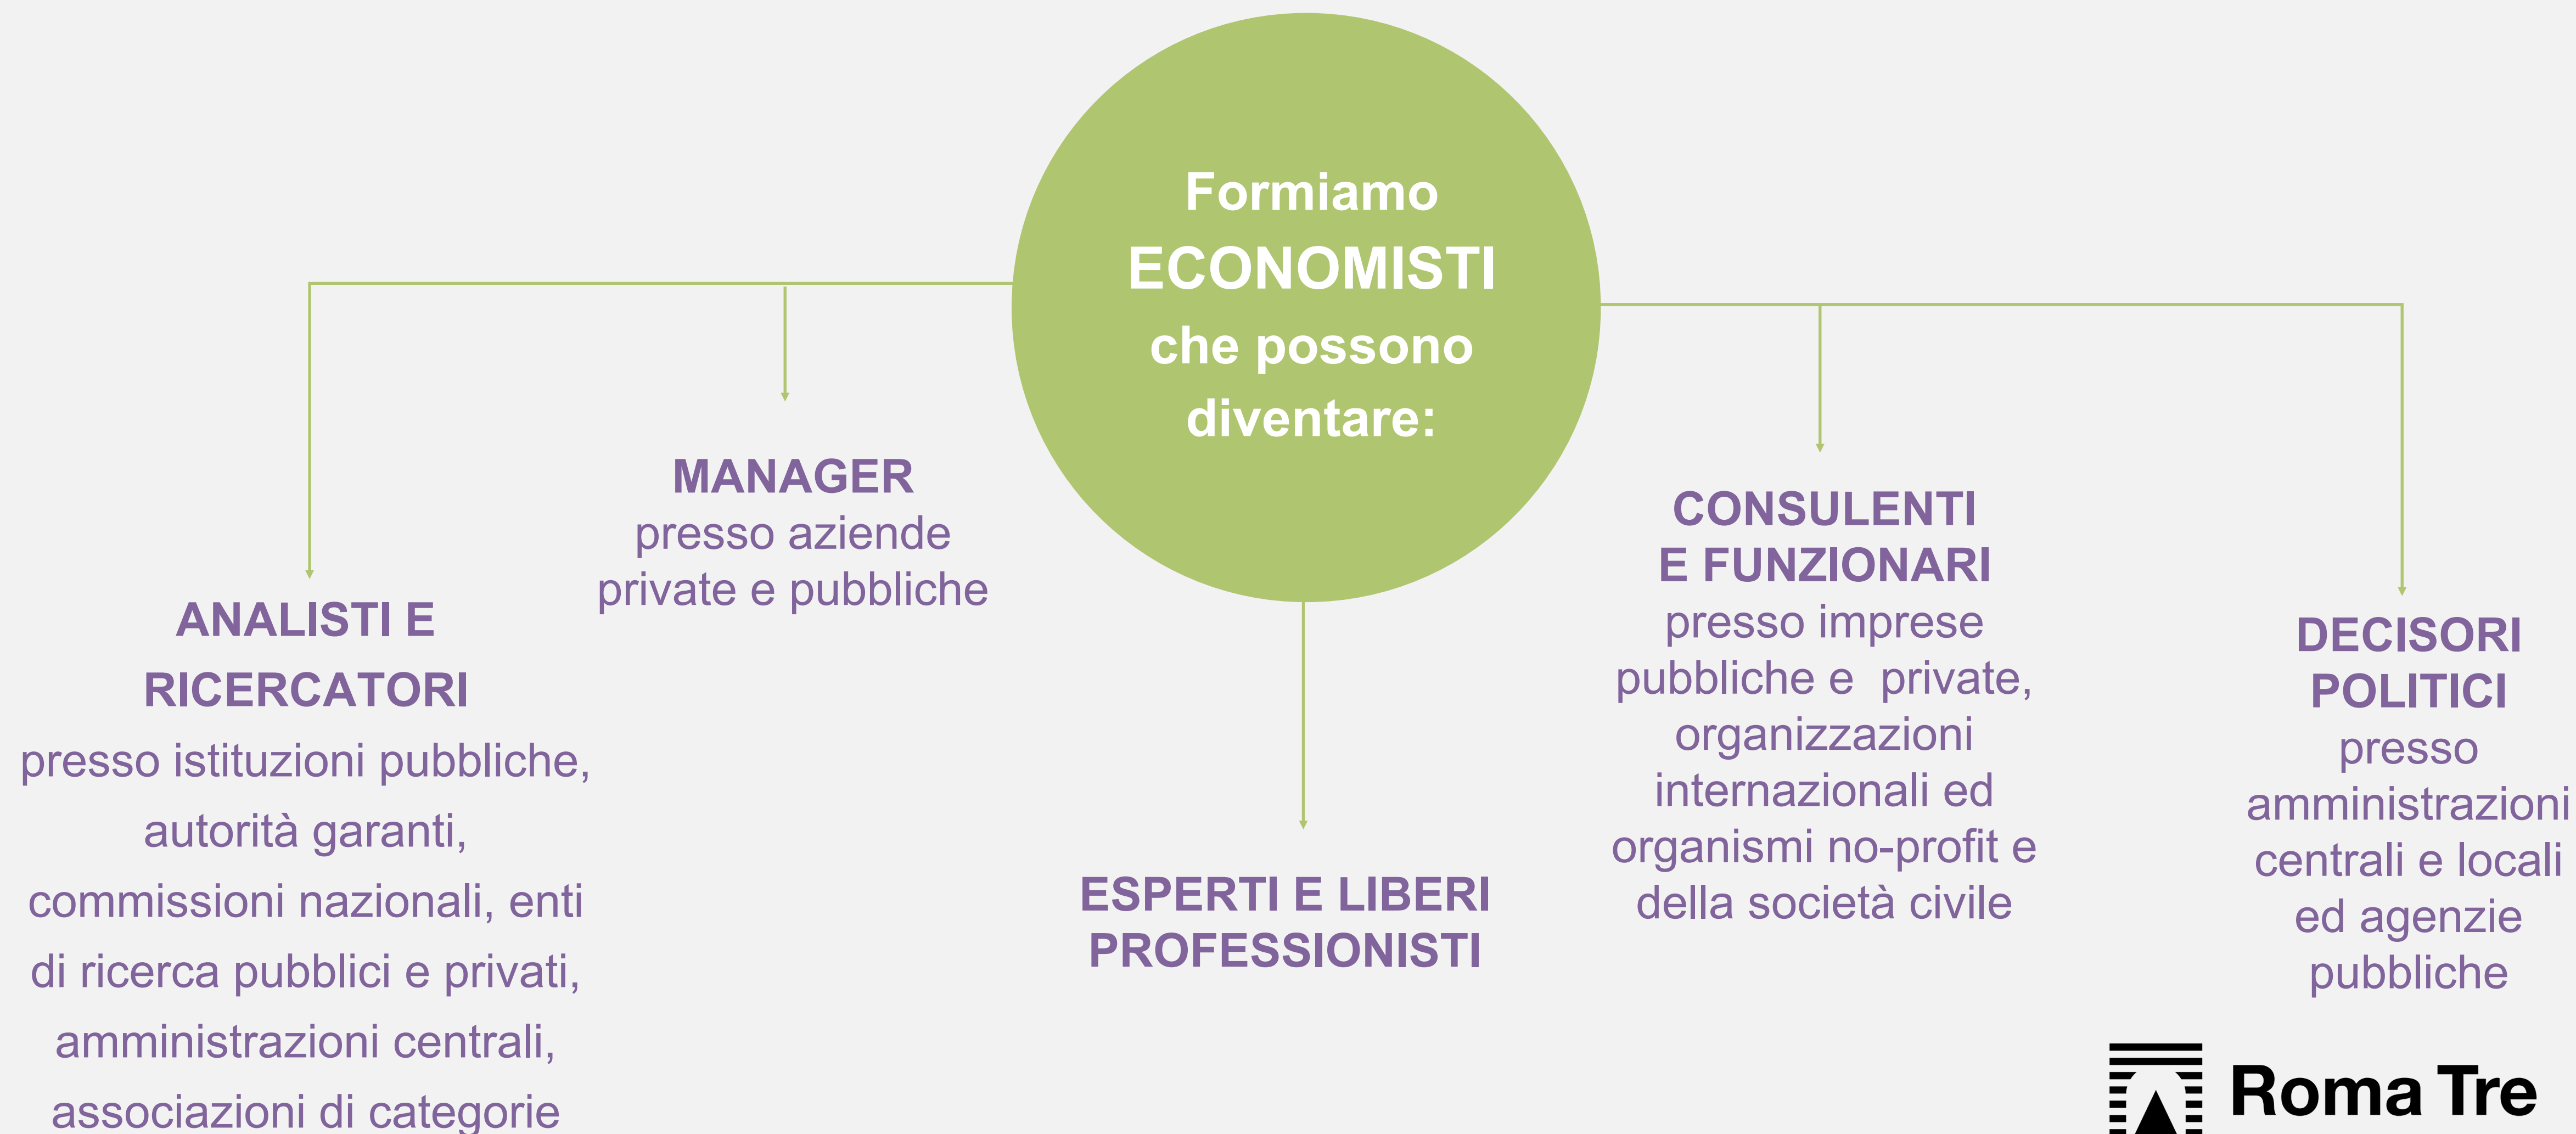 Formiamo
ECONOMISTI
che possono
diventare:
ANALISTI E
RICERCATORI
presso istituzioni pubbliche,
autorità garanti,
commissioni nazionali, enti
di ricerca pubblici e privati,
amministrazioni centrali,
associazioni di categorie
MANAGER
presso aziende
private e pubbliche
ESPERTI E LIBERI
PROFESSIONISTI
CONSULENTI
E FUNZIONARI
presso imprese
pubbliche e  private,
organizzazioni
internazionali ed
organismi no-profit e
della società civile
DECISORI
POLITICI
presso
amministrazioni
centrali e locali
ed agenzie
pubbliche
Roma Tre